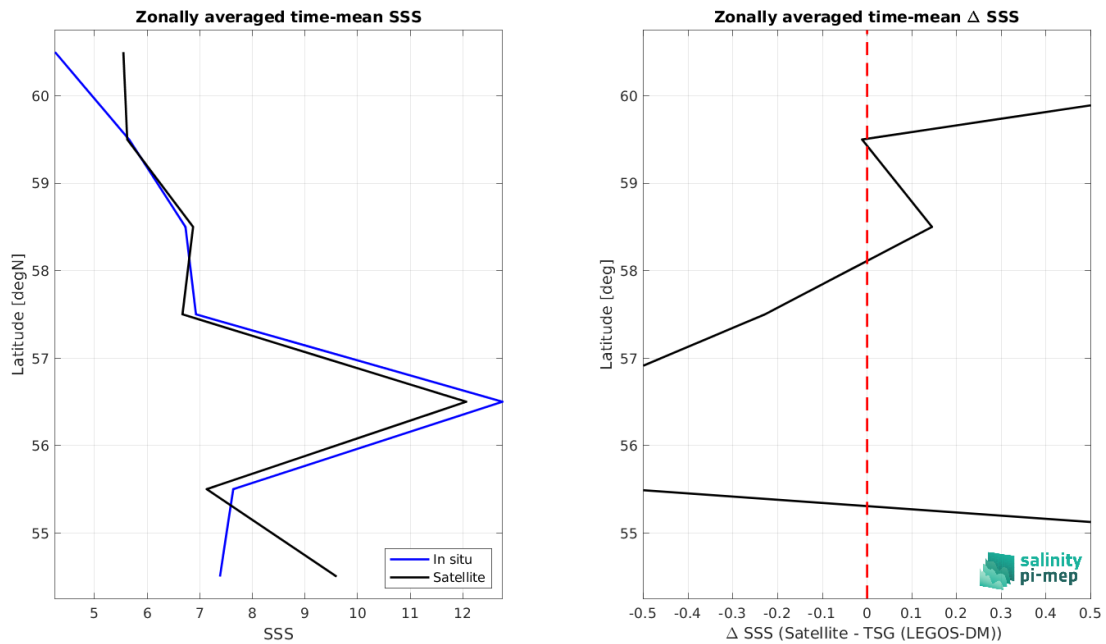 Zonally averaged time-mean SSS
Latitude [degN]
60
59
58
57
56
55
5 6 7 8 9 10 11 12
SSS
In situ
Satellite
Zonally averaged time-mean Δ SSS
Latitude [deg]
60
59
58
57
56
55
-0.5 -0.4 -0.3 -0.2 -0.1 0 0.1 0.2 0.3 0.4 0.5
Δ SSS (Satellite - TSG (LEGOS-DM))
salinity
pi-mep